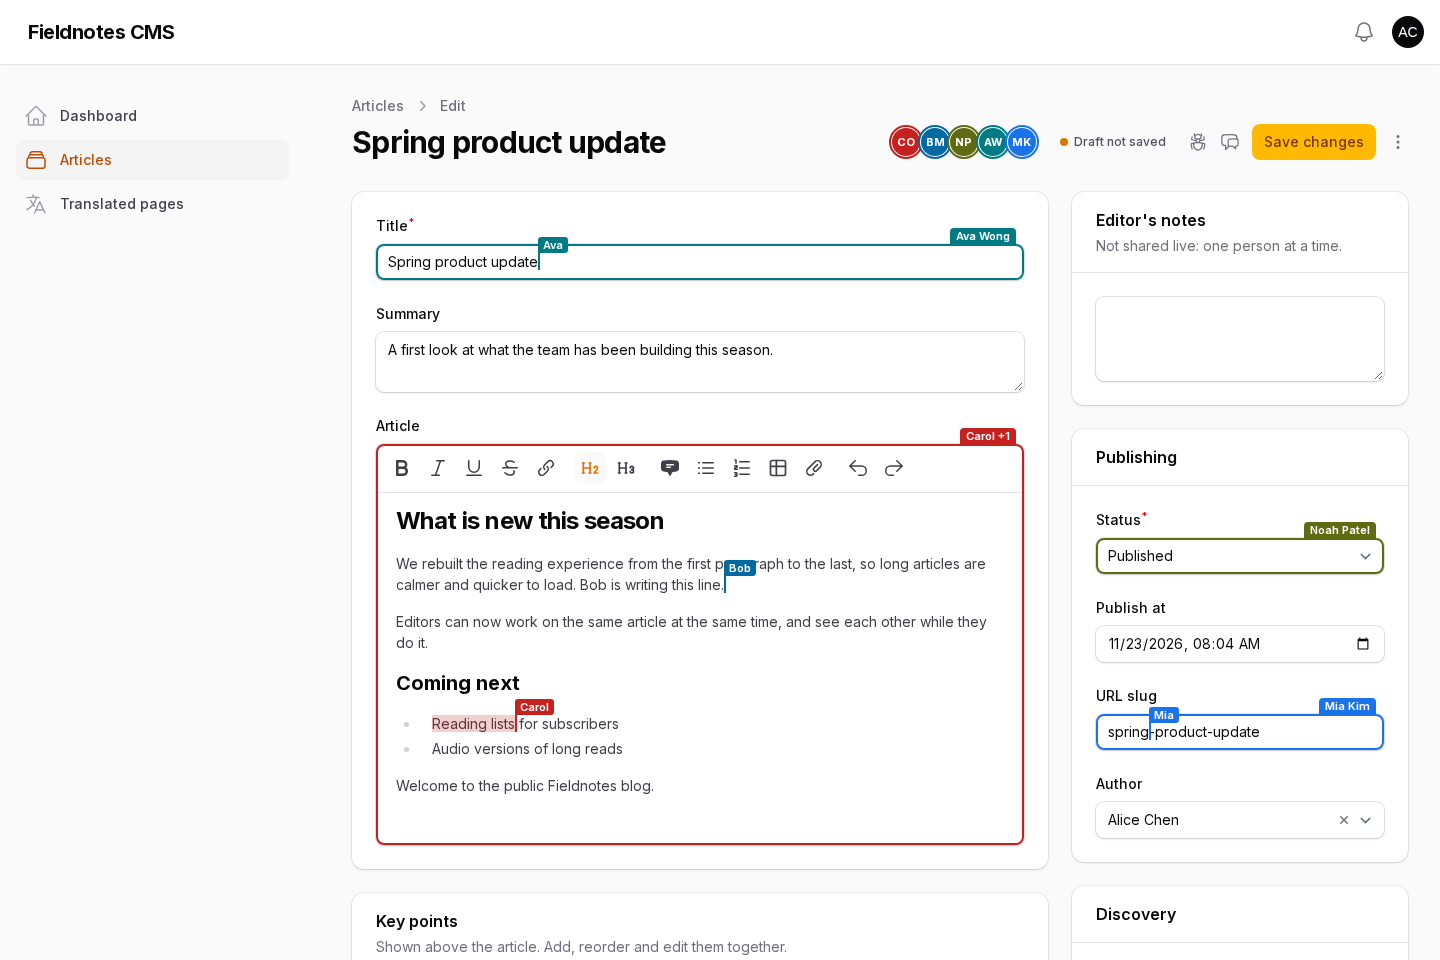 Fieldnotes CMS
AC
Dashboard
Articles
Translated pages
Articles
Edit
Spring product update
CO
BM
NP
AW
MK
Draft not saved
Save changes
Title*
Ava Wong
Ava
Spring product update
Summary
A first look at what the team has been building this season.
Article
Carol +1
B
I
U
S
H2
H3
What is new this season
We rebuilt the reading experience from the first p raph to the last, so long articles are
Bob
calmer and quicker to load. Bob is writing this line.
Editors can now work on the same article at the same time, and see each other while they
do it.
Coming next
Carol
Reading lists for subscribers
Audio versions of long reads
Welcome to the public Fieldnotes blog.
Key points
Shown above the article. Add, reorder and edit them together.
Editor's notes
Not shared live: one person at a time.
Publishing
Status*
Noah Patel
Published
Publish at
11/23/2026, 08:04 AM
URL slug
Mia Kim
Mia
spring-product-update
Author
Alice Chen
Discovery